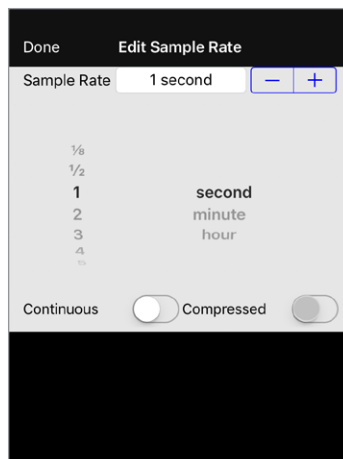 Done Edit Sample Rate
Sample Rate 1 second − +
⅛
½
1 second
2 minute
3 hour
4
5
Continuous Compressed